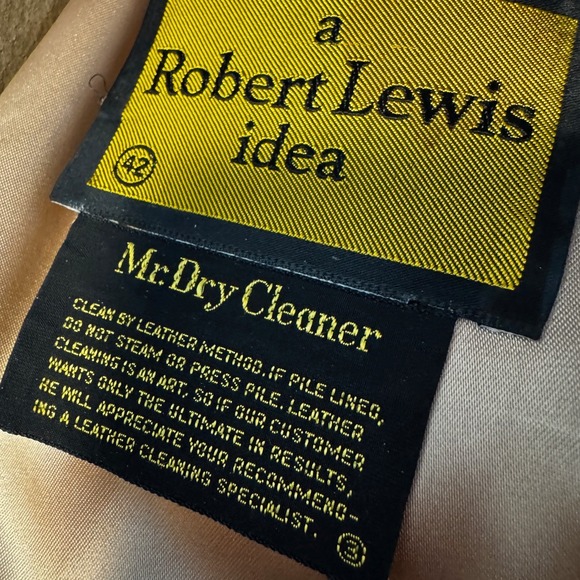 a
Robert Lewis
idea
42
Mr. Dry Cleaner
CLEAN BY LEATHER METHOD. IF PILE LINED,
DO NOT STEAM OR PRESS PILE. LEATHER
CLEANING IS AN ART. SO IF OUR CUSTOMER
WANTS ONLY THE ULTIMATE IN RESULTS,
HE WILL APPRECIATE YOUR RECOMMEND-
ING A LEATHER CLEANING SPECIALIST.
3